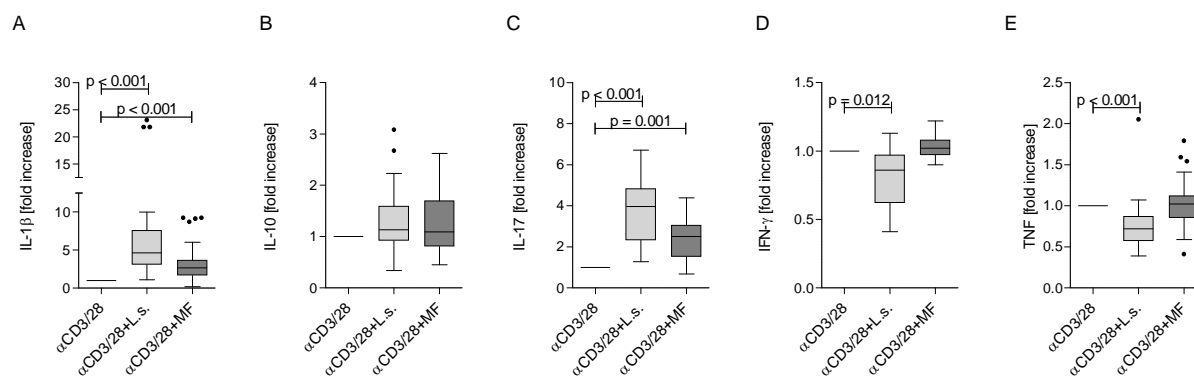 A
IL-1β [fold increase]
30
25
20
15
10
5
0
p < 0.001
p < 0.001
αCD3/28
αCD3/28+L.s.
αCD3/28+MF
B
IL-10 [fold increase]
4
3
2
1
0
αCD3/28
αCD3/28+L.s.
αCD3/28+MF
C
IL-17 [fold increase]
10
8
6
4
2
0
p < 0.001
p = 0.001
αCD3/28
αCD3/28+L.s.
αCD3/28+MF
D
IFN-γ [fold increase]
1.5
1.0
0.5
0.0
p = 0.012
αCD3/28
αCD3/28+L.s.
αCD3/28+MF
E
TNF [fold increase]
2.5
2.0
1.5
1.0
0.5
0.0
p < 0.001
αCD3/28
αCD3/28+L.s.
αCD3/28+MF